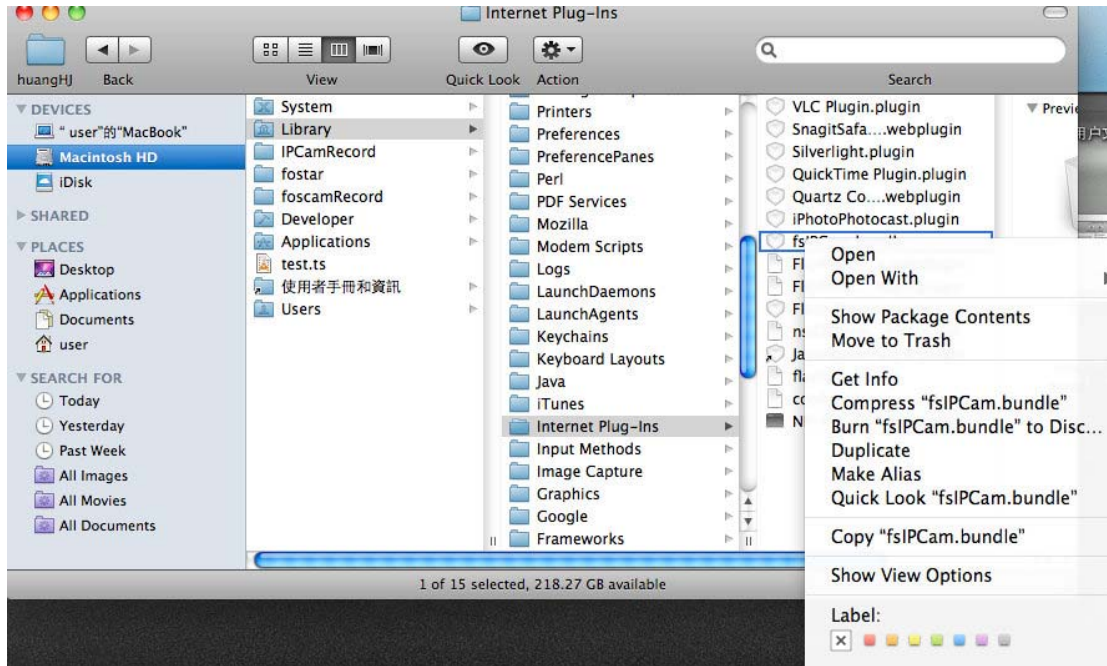 Internet Plug-Ins
huangHJ
Back
View
Quick Look
Action
Search
DEVICES
" user"的"MacBook"
Macintosh HD
iDisk
SHARED
PLACES
Desktop
Applications
Documents
user
SEARCH FOR
Today
Yesterday
Past Week
All Images
All Movies
All Documents
System
Library
IPCamRecord
fostar
foscamRecord
Developer
Applications
test.ts
使用者手冊和資訊
Users
Printers
Preferences
PreferencePanes
Perl
PDF Services
Mozilla
Modem Scripts
Logs
LaunchDaemons
LaunchAgents
Keychains
Keyboard Layouts
Java
iTunes
Internet Plug-Ins
Input Methods
Image Capture
Graphics
Google
Frameworks
VLC Plugin.plugin
SnagitSafa....webplugin
Silverlight.plugin
QuickTime Plugin.plugin
Quartz Co....webplugin
iPhotoPhotocast.plugin
Open
Open With
Show Package Contents
Move to Trash
Get Info
Compress "fsIPCam.bundle"
Burn "fsIPCam.bundle" to Disc...
Duplicate
Make Alias
Quick Look "fsIPCam.bundle"
Copy "fsIPCam.bundle"
Show View Options
Label:
1 of 15 selected, 218.27 GB available